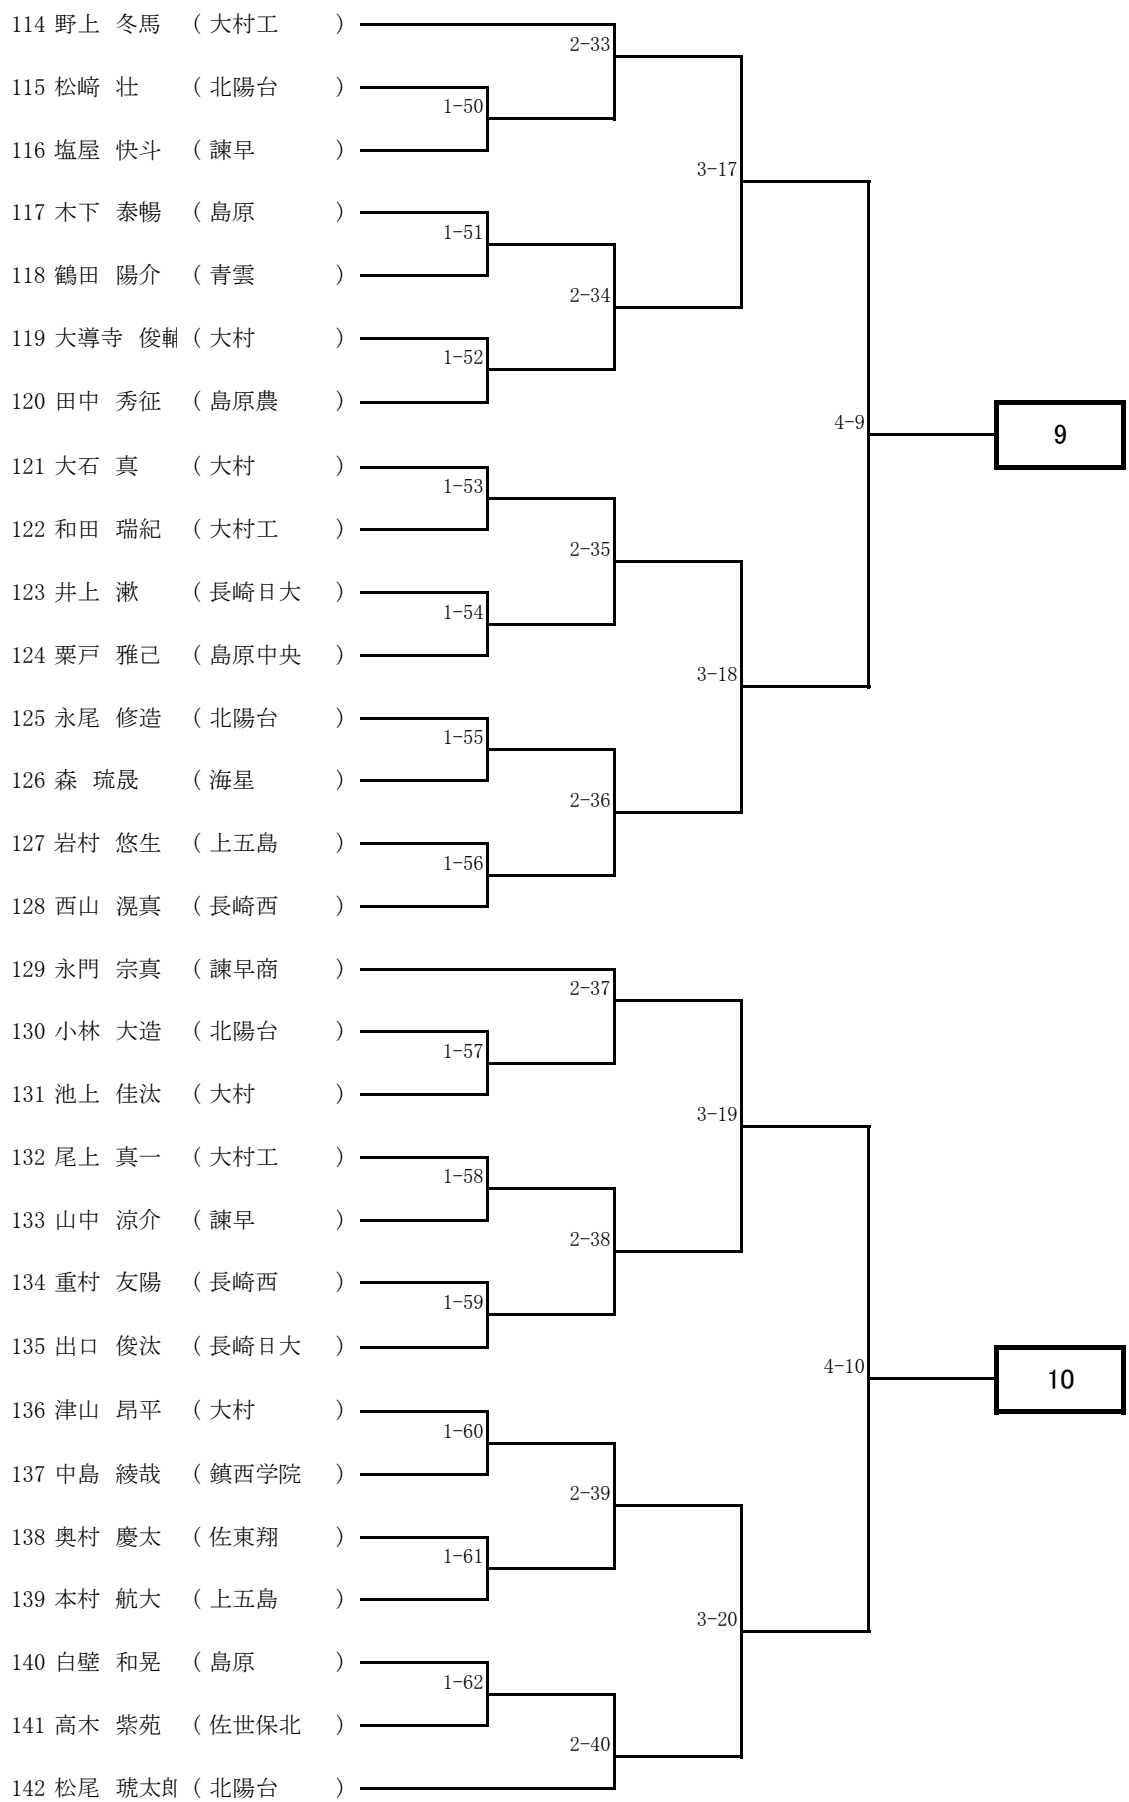 114 野上 冬馬 ( 大村工 )
2-33
115 松﨑 壮 ( 北陽台 )
1-50
116 塩屋 快斗 ( 諫早 )
3-17
117 木下 泰暢 ( 島原 )
1-51
118 鶴田 陽介 ( 青雲 )
2-34
119 大導寺 俊輔 ( 大村 )
1-52
120 田中 秀征 ( 島原農 )
4-9
9
121 大石 真 ( 大村 )
1-53
122 和田 瑞紀 ( 大村工 )
2-35
123 井上 漱 ( 長崎日大 )
1-54
124 粟戸 雅己 ( 島原中央 )
3-18
125 永尾 修造 ( 北陽台 )
1-55
126 森 琉晟 ( 海星 )
2-36
127 岩村 悠生 ( 上五島 )
1-56
128 西山 滉真 ( 長崎西 )
129 永門 宗真 ( 諫早商 )
2-37
130 小林 大造 ( 北陽台 )
1-57
131 池上 佳汰 ( 大村 )
3-19
132 尾上 真一 ( 大村工 )
1-58
133 山中 涼介 ( 諫早 )
2-38
134 重村 友陽 ( 長崎西 )
1-59
135 出口 俊汰 ( 長崎日大 )
4-10
10
136 津山 昂平 ( 大村 )
1-60
137 中島 綾哉 ( 鎮西学院 )
2-39
138 奥村 慶太 ( 佐東翔 )
1-61
139 本村 航大 ( 上五島 )
3-20
140 白壁 和晃 ( 島原 )
1-62
141 高木 紫苑 ( 佐世保北 )
2-40
142 松尾 琥太郎 ( 北陽台 )